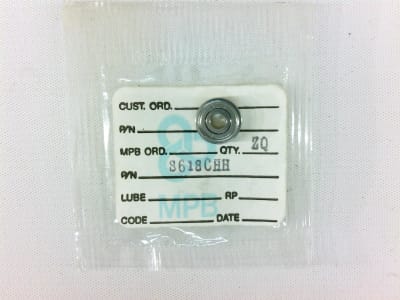 CUST. ORD.
P/N
MPB ORD. QTY. ZQ
P/N S618CHH
LUBE RP
MPB
CODE DATE